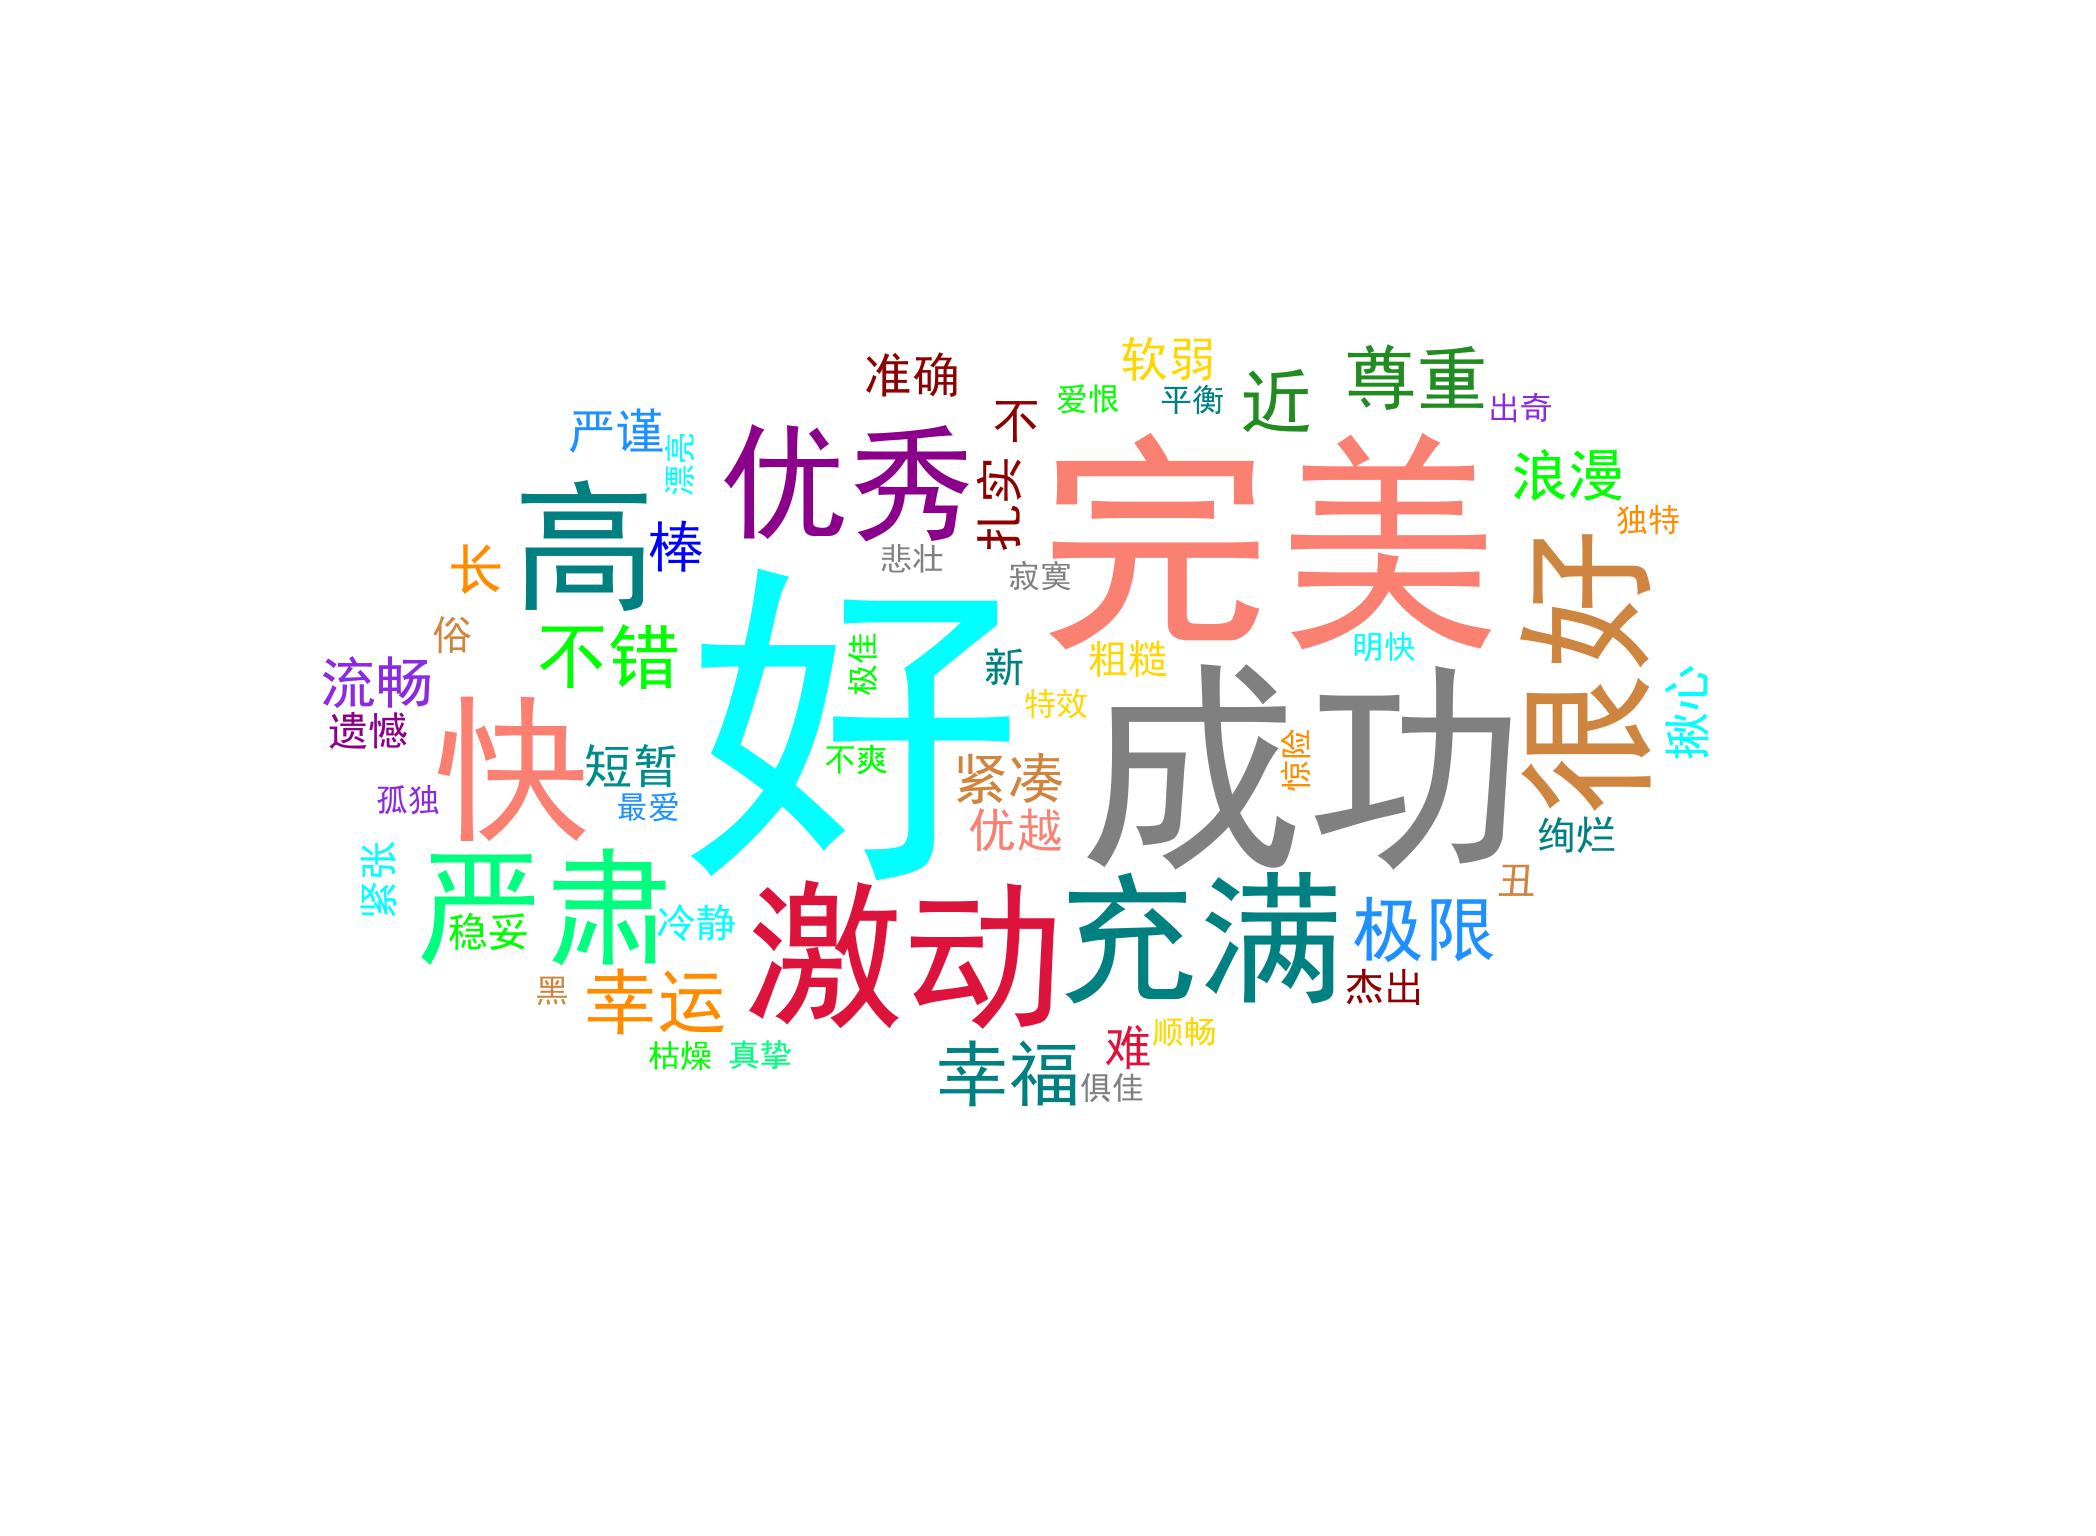 软弱
准确
尊重
近
爱恨
平衡
出奇
不
严谨
漂亮
优秀
完美
浪漫
扎实
高
棒
独特
悲壮
长
寂寞
好
很好
俗
不错
极佳
新
粗糙
明快
流畅
遗憾
特效
成功
揪心
快
短暂
不爽
紧凑
惊险
孤独
最爱
优越
绚烂
紧张
严肃
稳妥
冷静
激动
充满
丑
极限
黑
幸运
杰出
枯燥
真挚
幸福
难
顺畅
俱佳